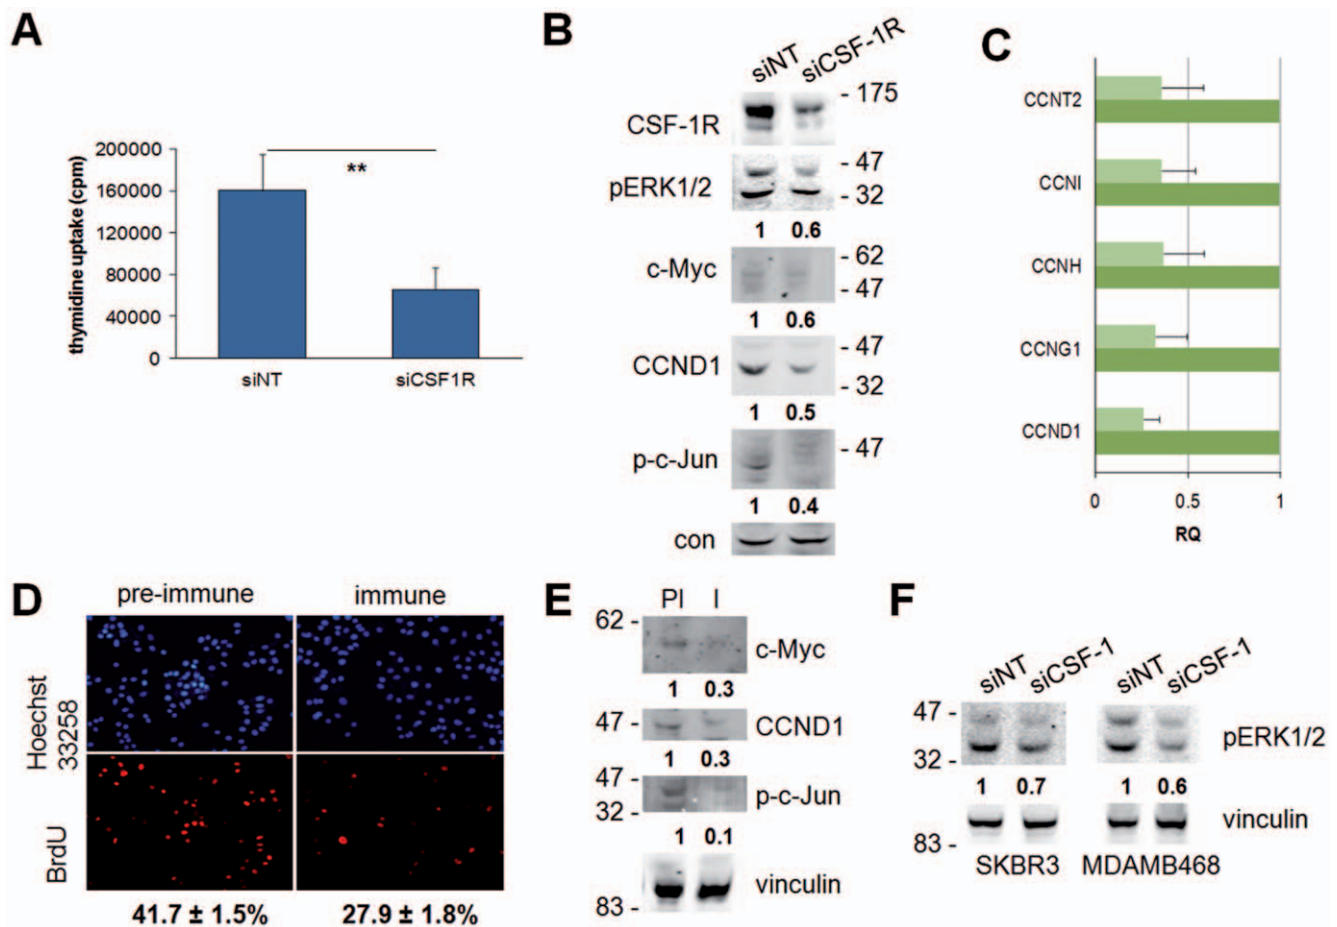 A
200000
160000
120000
80000
40000
0
thymidine uptake (cpm)
**
siNT
siCSF1R
B
siNT
siCSF-1R
CSF-1R
- 175
pERK1/2
- 47
- 32
1 0.6
c-Myc
- 62
- 47
1 0.6
CCND1
- 47
- 32
1 0.5
p-c-Jun
- 47
1 0.4
con
C
CCNT2
CCNI
CCNH
CCNG1
CCND1
0 0.5 1
RQ
D
pre-immune immune
Hoechst
33258
BrdU
41.7 ± 1.5% 27.9 ± 1.8%
E
PI I
62 -
c-Myc
1 0.3
47 -
CCND1
1 0.3
47 -
32 -
p-c-Jun
1 0.1
vinculin
83 -
F
siNT siCSF-1 siNT siCSF-1
47 -
32 -
pERK1/2
1 0.7 1 0.6
vinculin
83 -
SKBR3 MDAMB468